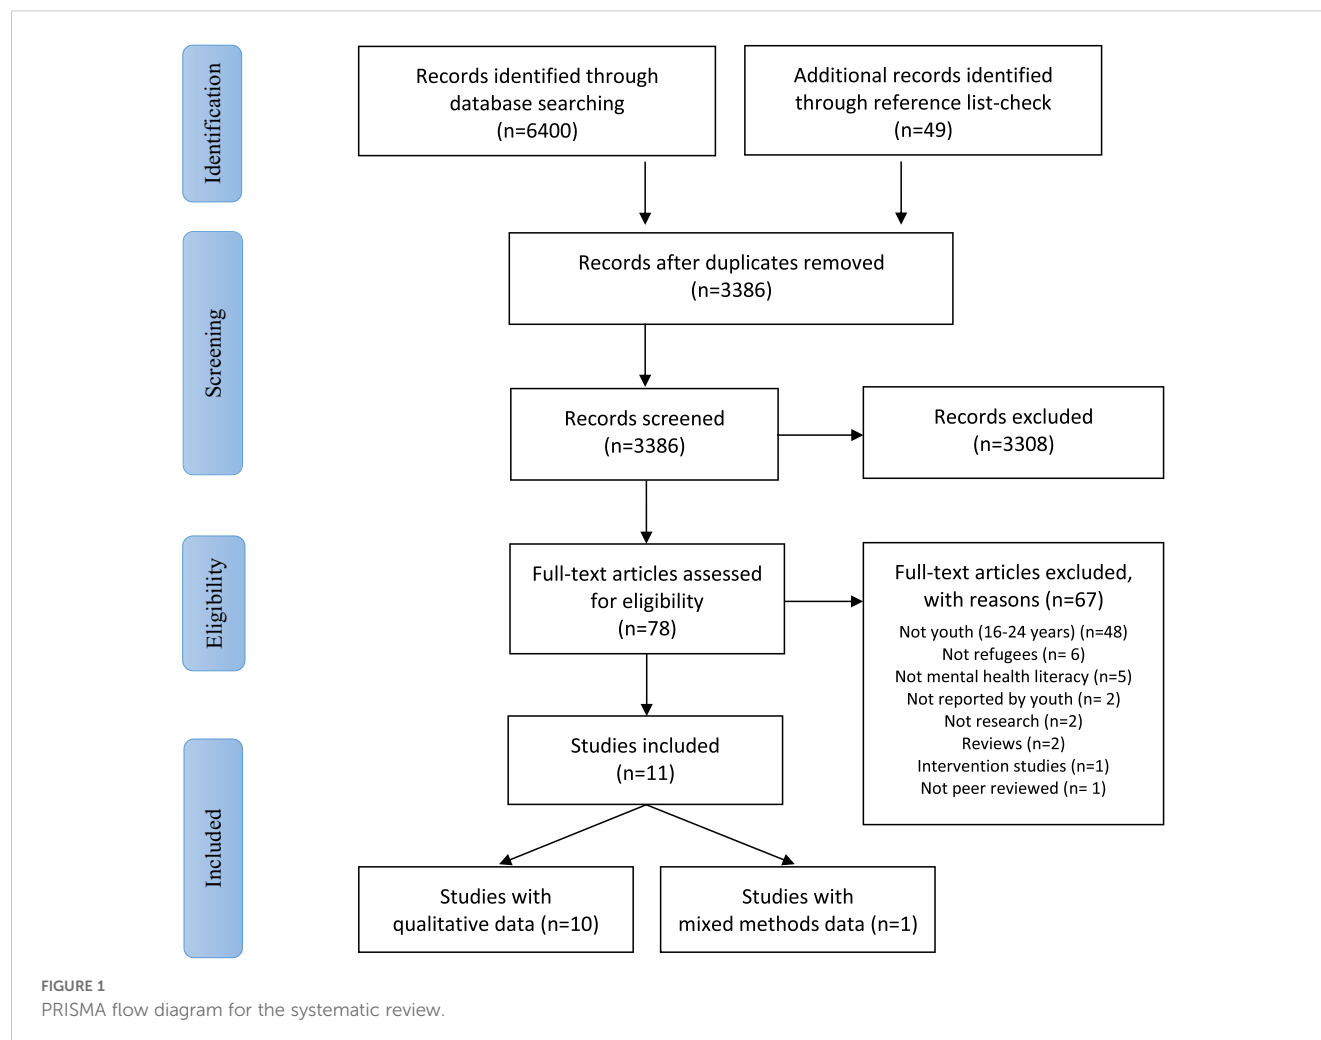 Identification
Records identified through
database searching
(n=6400)
Additional records identified
through reference list-check
(n=49)
Screening
Records after duplicates removed
(n=3386)
Records screened
(n=3386)
Records excluded
(n=3308)
Eligibility
Full-text articles assessed
for eligibility
(n=78)
Full-text articles excluded,
with reasons (n=67)
Not youth (16-24 years) (n=48)
Not refugees (n= 6)
Not mental health literacy (n=5)
Not reported by youth (n= 2)
Not research (n=2)
Reviews (n=2)
Intervention studies (n=1)
Not peer reviewed (n= 1)
Included
Studies included
(n=11)
Studies with
qualitative data (n=10)
Studies with
mixed methods data (n=1)
FIGURE 1
PRISMA flow diagram for the systematic review.